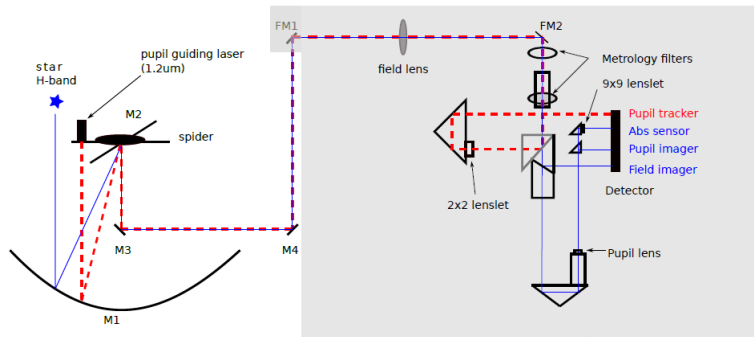 FM1
FM2
star
H-band
pupil guiding laser
(1.2um)
field lens
Metrology filters
9x9 lenslet
M2
spider
Pupil tracker
Abs sensor
Pupil imager
Field imager
Detector
2x2 lenslet
M3
M4
Pupil lens
M1